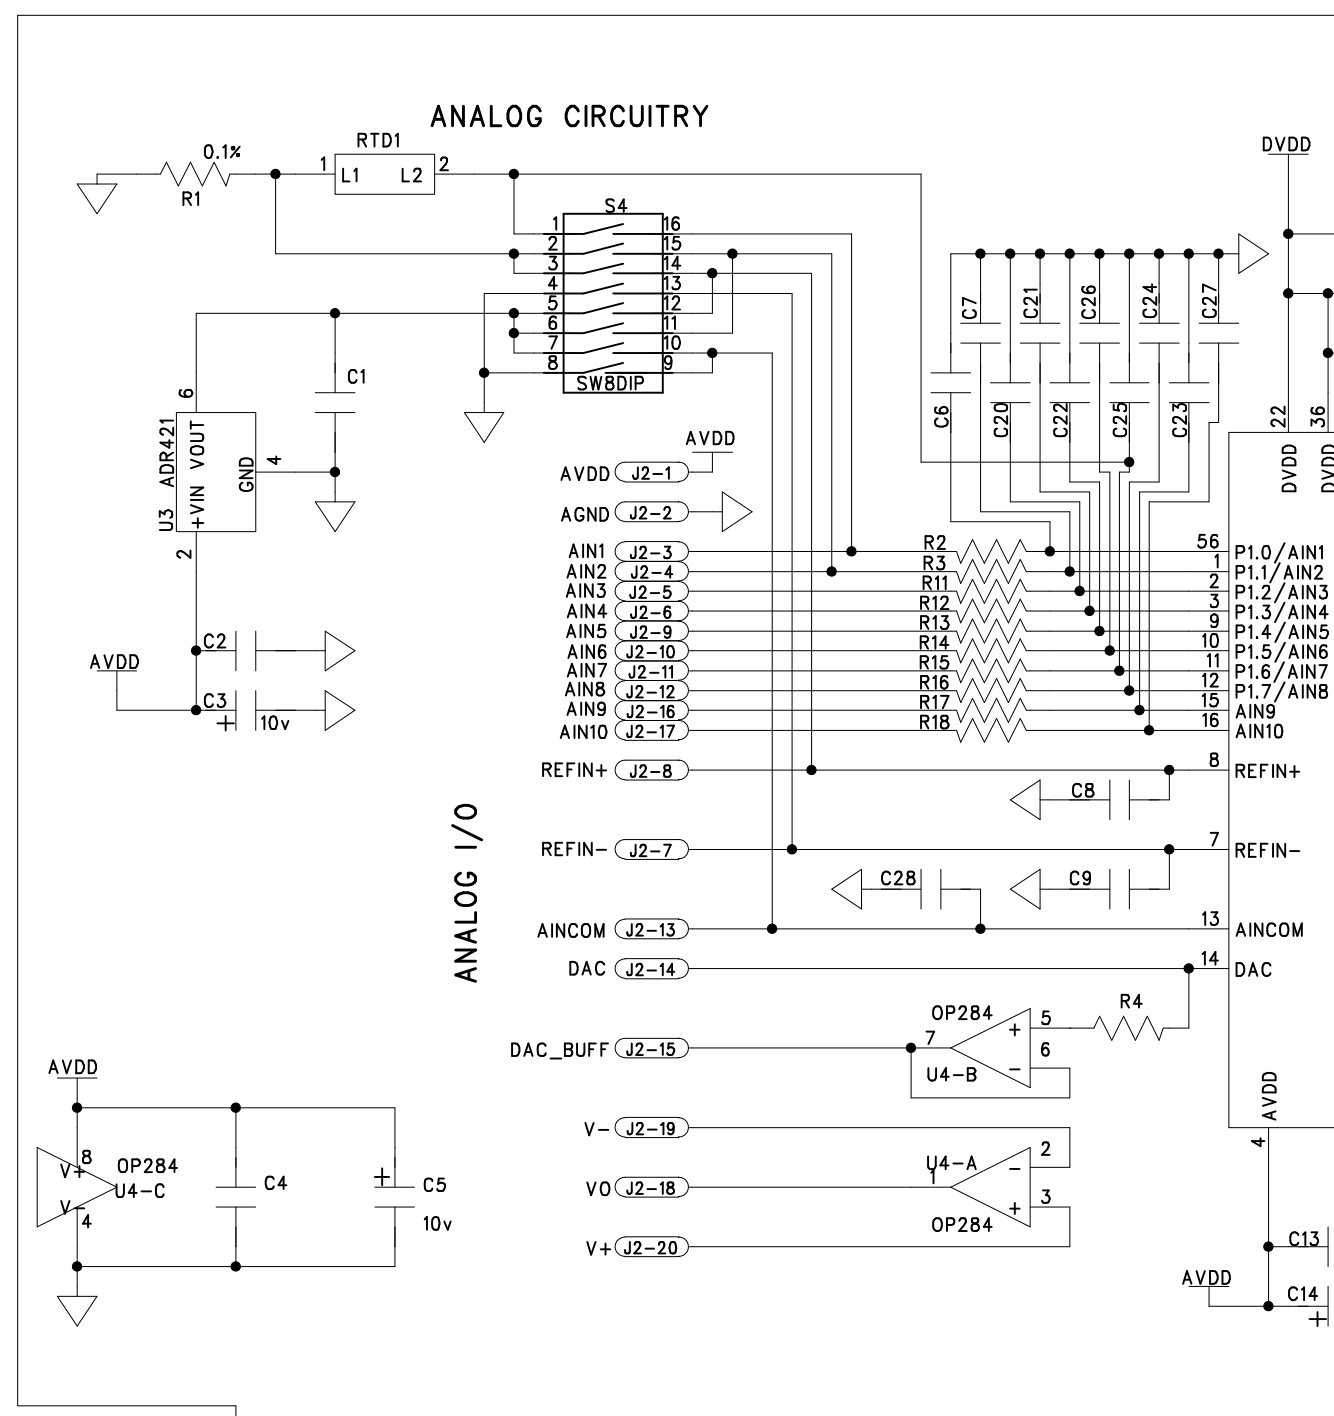 ANALOG CIRCUITRY
RTD1
0.1%
1 L1 L2 2
R1
DVDD
S4
1 16
2 15
3 14
4 13
5 12
6 11
7 10
8 9
SW8DIP
C7 C21 C26 C24 C27
C6 C20 C22 C25 C23
C1
6
U3 ADR421
+VIN VOUT
GND
4
2
22 36
DVDD DVDD
AVDD
AVDD J2-1
AGND J2-2
AIN1 J2-3 R2 56 P1.0/AIN1
AIN2 J2-4 R3 1 P1.1/AIN2
AIN3 J2-5 R11 2 P1.2/AIN3
AIN4 J2-6 R12 3 P1.3/AIN4
AIN5 J2-9 R13 9 P1.4/AIN5
AIN6 J2-10 R14 10 P1.5/AIN6
AIN7 J2-11 R15 11 P1.6/AIN7
AIN8 J2-12 R16 12 P1.7/AIN8
AIN9 J2-16 R17 15 AIN9
AIN10 J2-17 R18 16 AIN10
C2
AVDD
C3
+ 10v
REFIN+ J2-8 8 REFIN+
C8
ANALOG I/O
REFIN- J2-7 7 REFIN-
C28 C9
AINCOM J2-13 13 AINCOM
DAC J2-14 14 DAC
R4
OP284
5
+
DAC_BUFF J2-15 7
6
-
U4-B
AVDD
4
AVDD
V- J2-19
2
U4-A
-
1
VO J2-18
3
+
OP284
V+ J2-20
8
V+
OP284
U4-C
V-
4
C4
+
C5
10v
C13
AVDD
C14
+